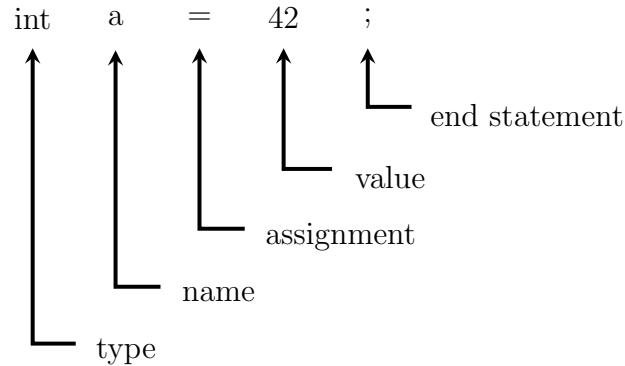 int a = 42 ;
end statement
value
assignment
name
type